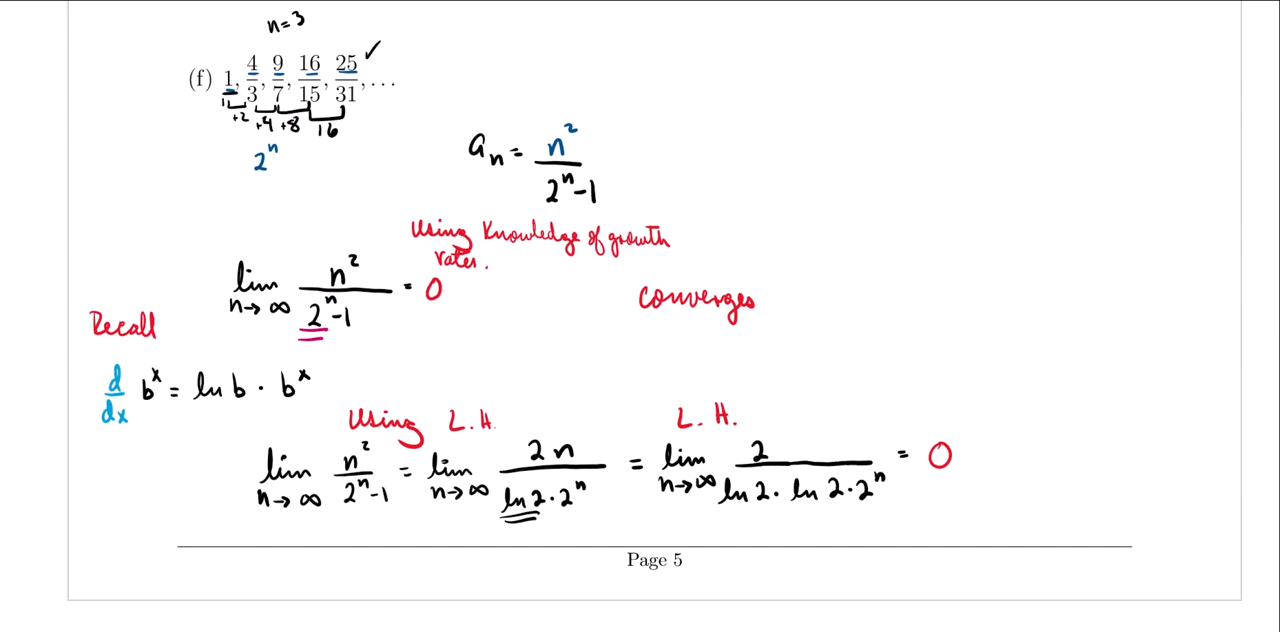 n=3
(f) 1, 4/3, 9/7, 16/15, 25/31, ... ✓
1 +2 +4 +8 16
2^n
a_n = n^2/(2^n-1)
Using Knowledge of growth
rates.
lim n→∞ n^2/(2^n-1) = 0
Converges
Recall
d/dx b^x = ln b · b^x
Using L.H. L.H.
lim n→∞ n^2/(2^n-1) = lim n→∞ 2n/(ln 2 · 2^n) = lim n→∞ 2/(ln 2 · ln 2 · 2^n) = 0
Page 5